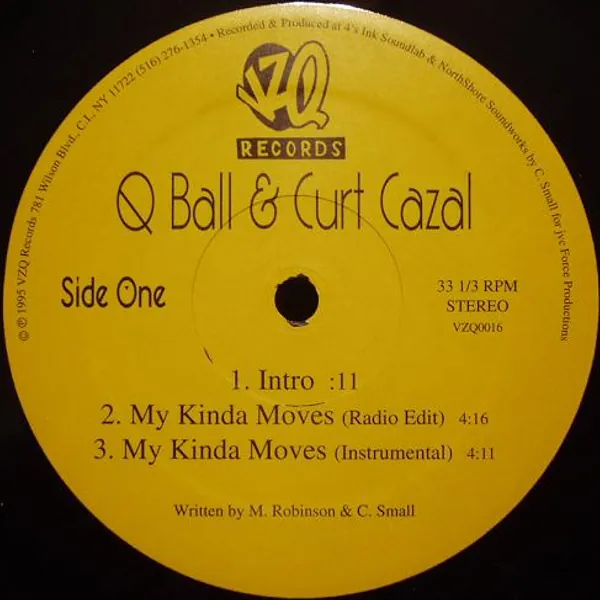 ℗ © 1995 VZQ Records 781 Wilson Blvd., C.I., NY 11722 (516) 276-1354 • Recorded & Produced at 4's Ink Soundlab & NorthShore Soundworks by C. Small for jvc Force Productions
VZQ
RECORDS
Q Ball & Curt Cazal
Side One
33 1/3 RPM
STEREO
VZQ0016
1. Intro :11
2. My Kinda Moves (Radio Edit) 4:16
3. My Kinda Moves (Instrumental) 4:11
Written by M. Robinson & C. Small